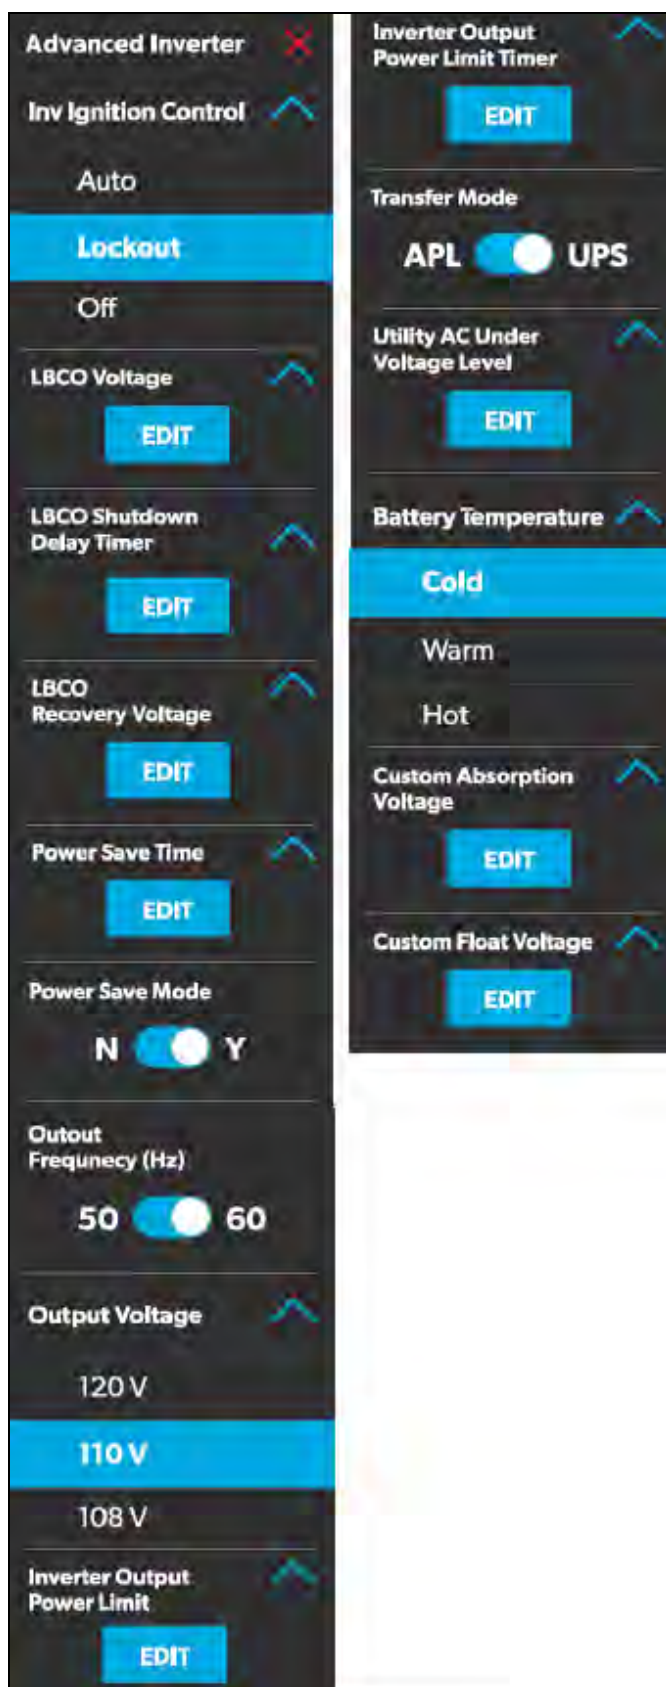 Advanced Inverter
Inv Ignition Control
Auto
Lockout
Off
LBCO Voltage
EDIT
LBCO Shutdown
Delay Timer
EDIT
LBCO
Recovery Voltage
EDIT
Power Save Time
EDIT
Power Save Mode
N Y
Outout
Frequnecy (Hz)
50 60
Output Voltage
120 V
110 V
108 V
Inverter Output
Power Limit
EDIT
Inverter Output
Power Limit Timer
EDIT
Transfer Mode
APL UPS
Utility AC Under
Voltage Level
EDIT
Battery Temperature
Cold
Warm
Hot
Custom Absorption
Voltage
EDIT
Custom Float Voltage
EDIT